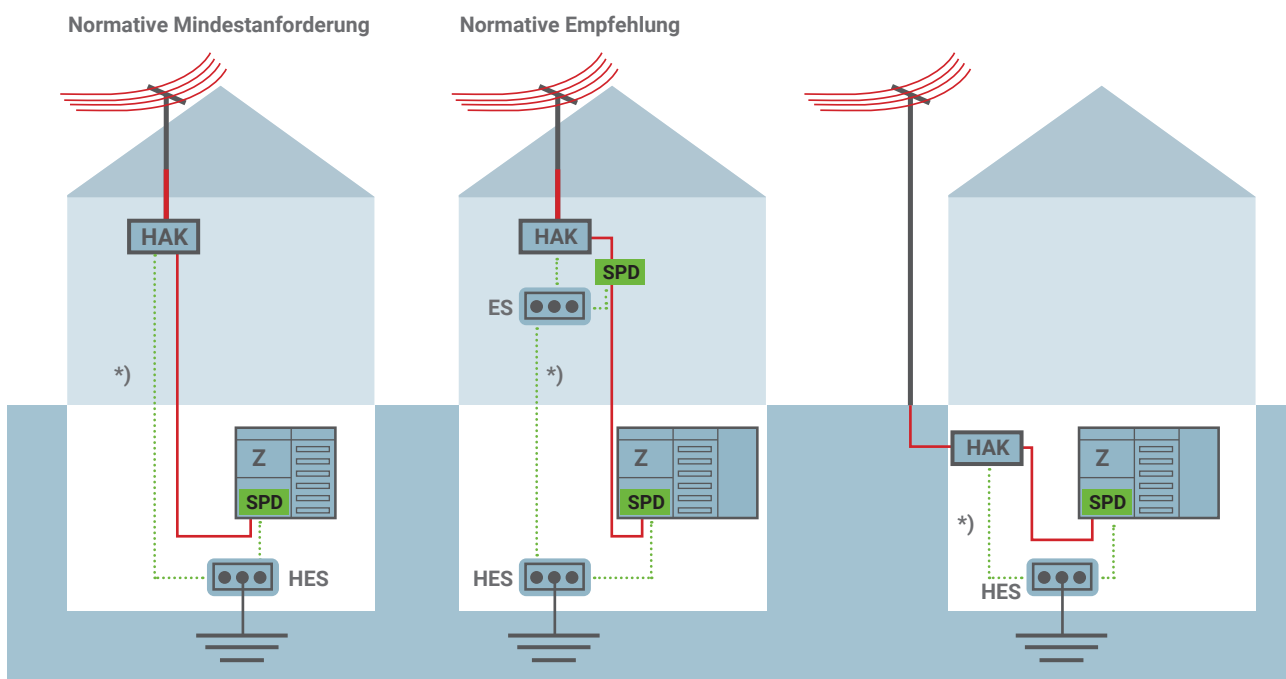 Normative Mindestanforderung
Normative Empfehlung
HAK
*)
Z
SPD
HES
HAK
SPD
ES
*)
Z
SPD
HES
HAK
*)
Z
SPD
HES